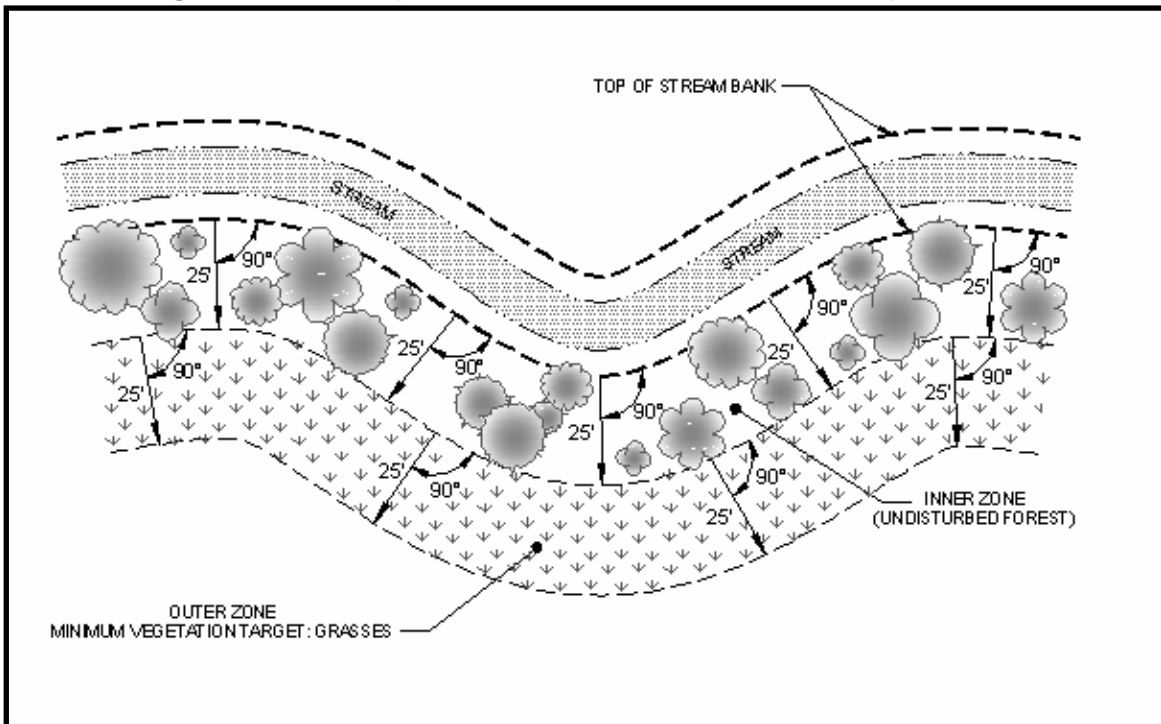 TOP OF STREAM BANK
STREAM
STREAM
25'
90°
25'
90°
25'
90°
25'
90°
25'
90°
25'
90°
25'
90°
25'
90°
25'
90°
25'
90°
INNER ZONE
(UNDISTURBED FOREST)
OUTER ZONE
MINIMUM VEGETATION TARGET: GRASSES